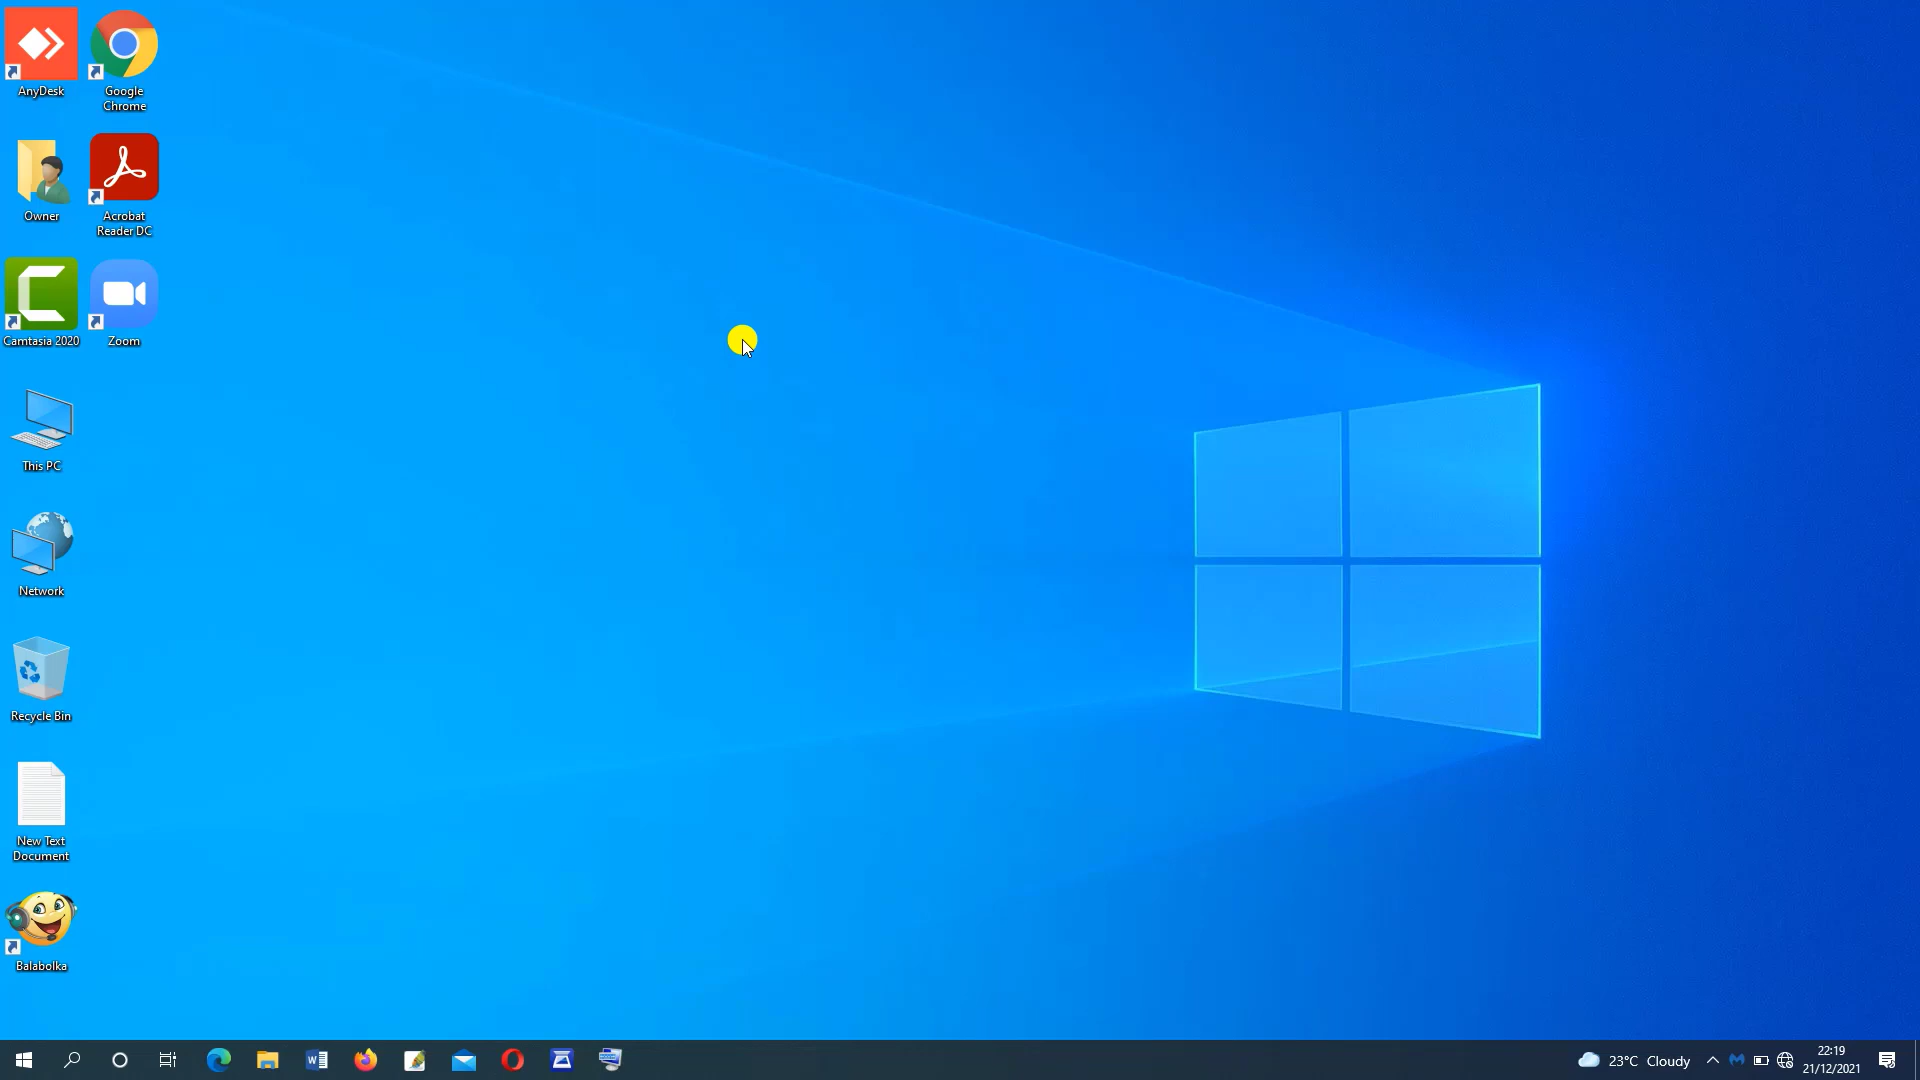 AnyDesk
Google
Chrome
Owner
Acrobat
Reader DC
Camtasia 2020
Zoom
This PC
Network
Recycle Bin
New Text
Document
Balabolka
23°C Cloudy
22:19
21/12/2021